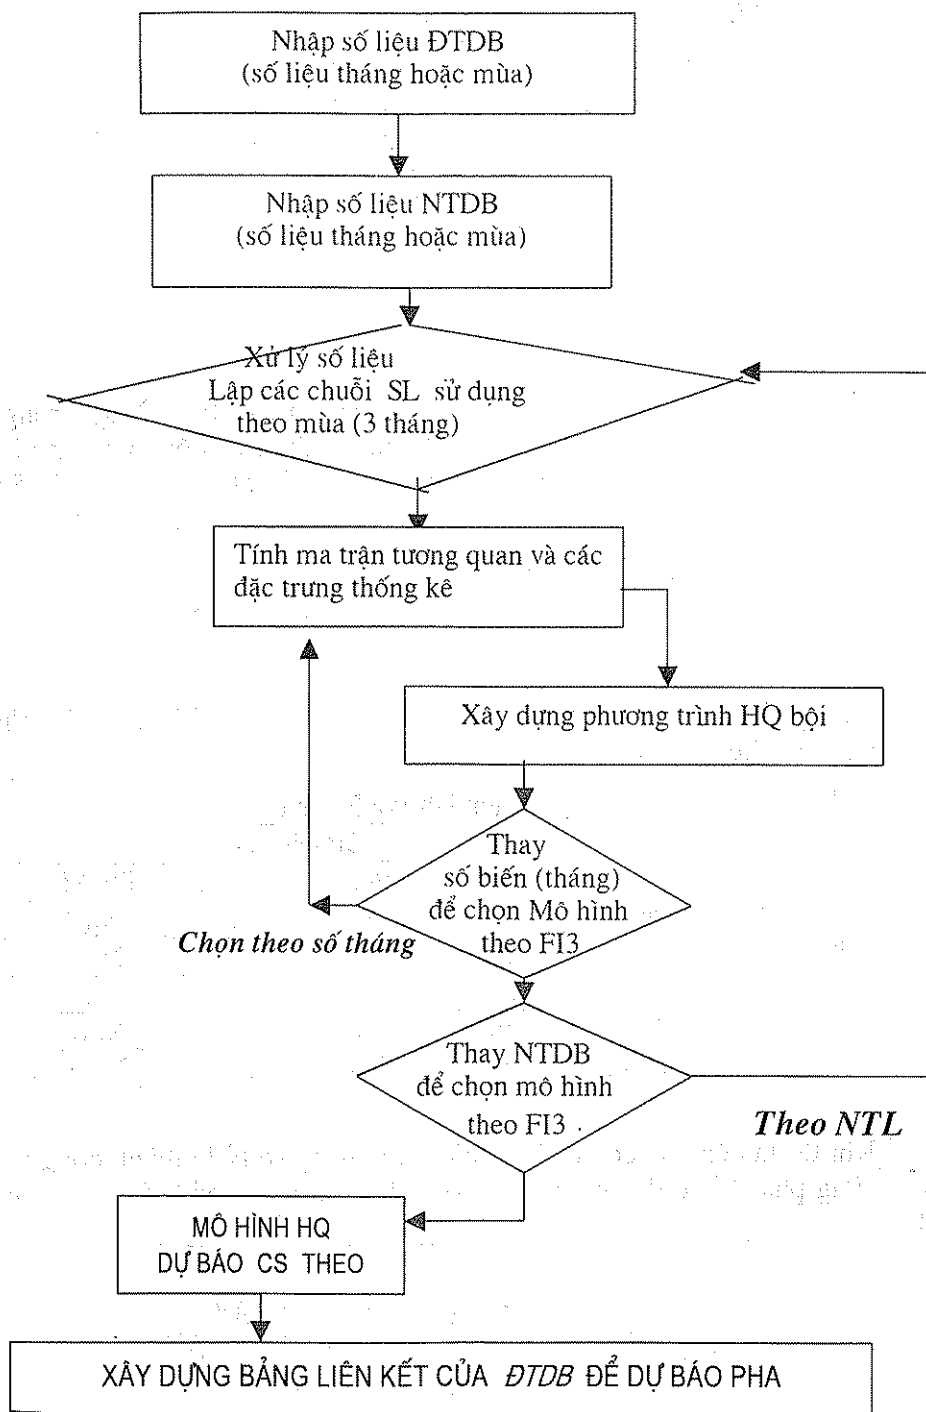 Nhập số liệu ĐTDB
(số liệu tháng hoặc mùa)
Nhập số liệu NTDB
(số liệu tháng hoặc mùa)
Xử lý số liệu
Lập các chuỗi SL sử dụng
theo mùa (3 tháng)
Tính ma trận tương quan và các
đặc trưng thống kê
Xây dựng phương trình HQ bội
Thay
số biến (tháng)
để chọn Mô hình
theo FI3
Chọn theo số tháng
Thay NTDB
để chọn mô hình
theo FI3
Theo NTL
MÔ HÌNH HQ
DỰ BÁO CS THEO
XÂY DỰNG BẢNG LIÊN KẾT CỦA ĐTDB ĐỂ DỰ BÁO PHA